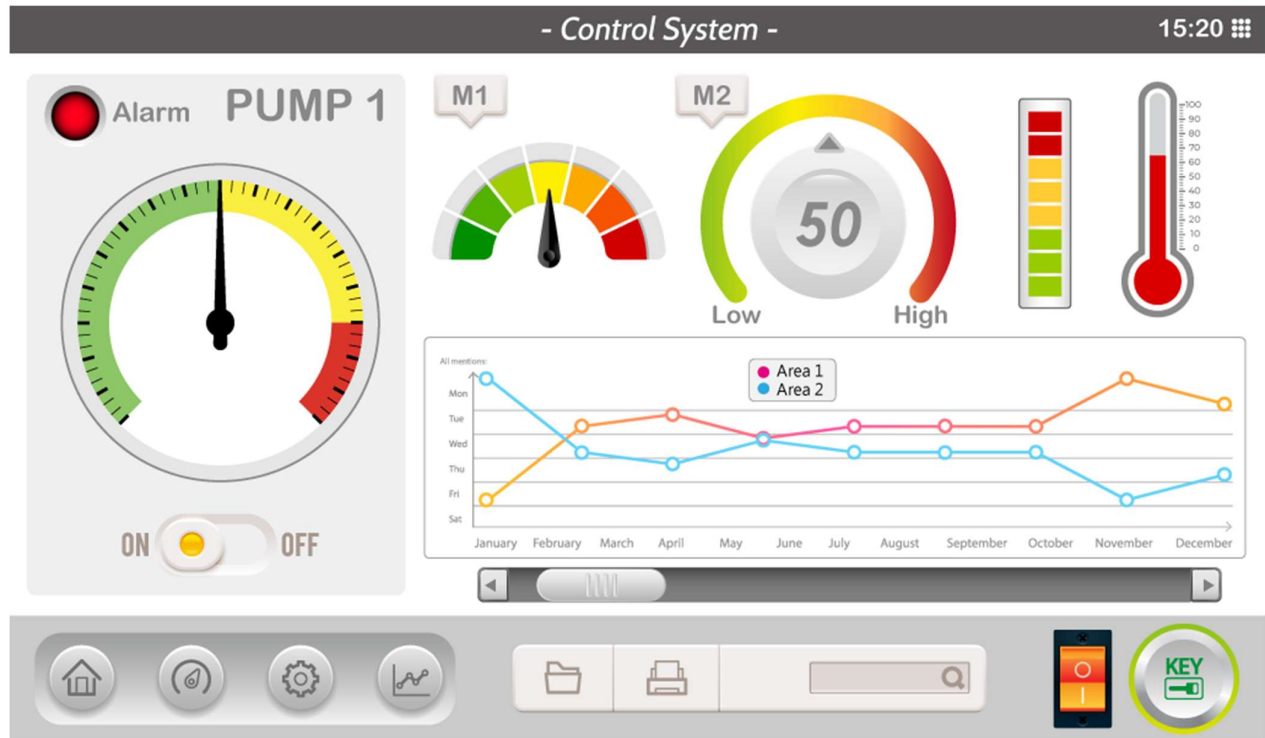 - Control System -
15:20
Alarm
PUMP 1
ON
OFF
M1
M2
50
Low
High
100
90
80
70
60
50
40
30
20
10
0
All mentions:
Area 1
Area 2
Mon
Tue
Wed
Thu
Fri
Sat
January February March April May June July August September October November December
KEY